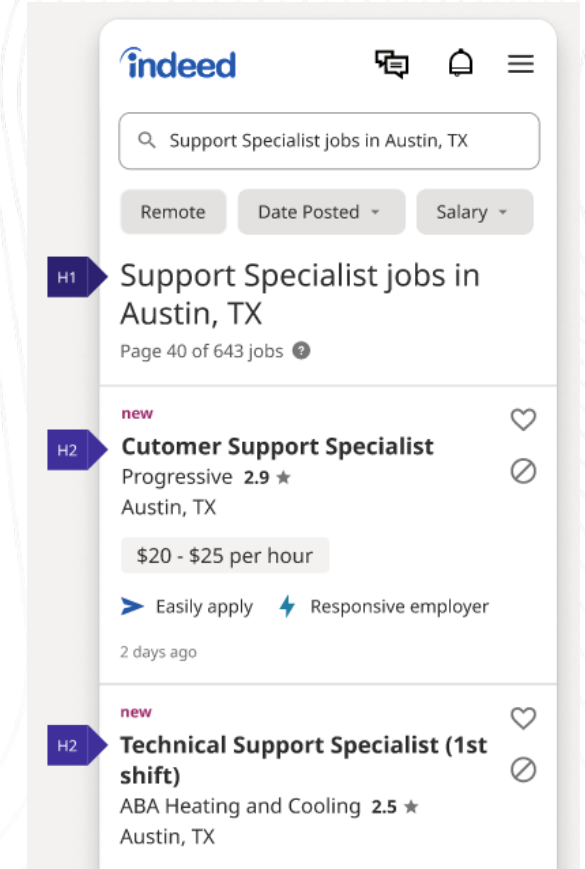 indeed
Support Specialist jobs in Austin, TX
Remote Date Posted Salary
H1
Support Specialist jobs in
Austin, TX
Page 40 of 643 jobs ?
new
H2
Cutomer Support Specialist
Progressive 2.9 ★
Austin, TX
$20 - $25 per hour
Easily apply Responsive employer
2 days ago
new
H2
Technical Support Specialist (1st
shift)
ABA Heating and Cooling 2.5 ★
Austin, TX